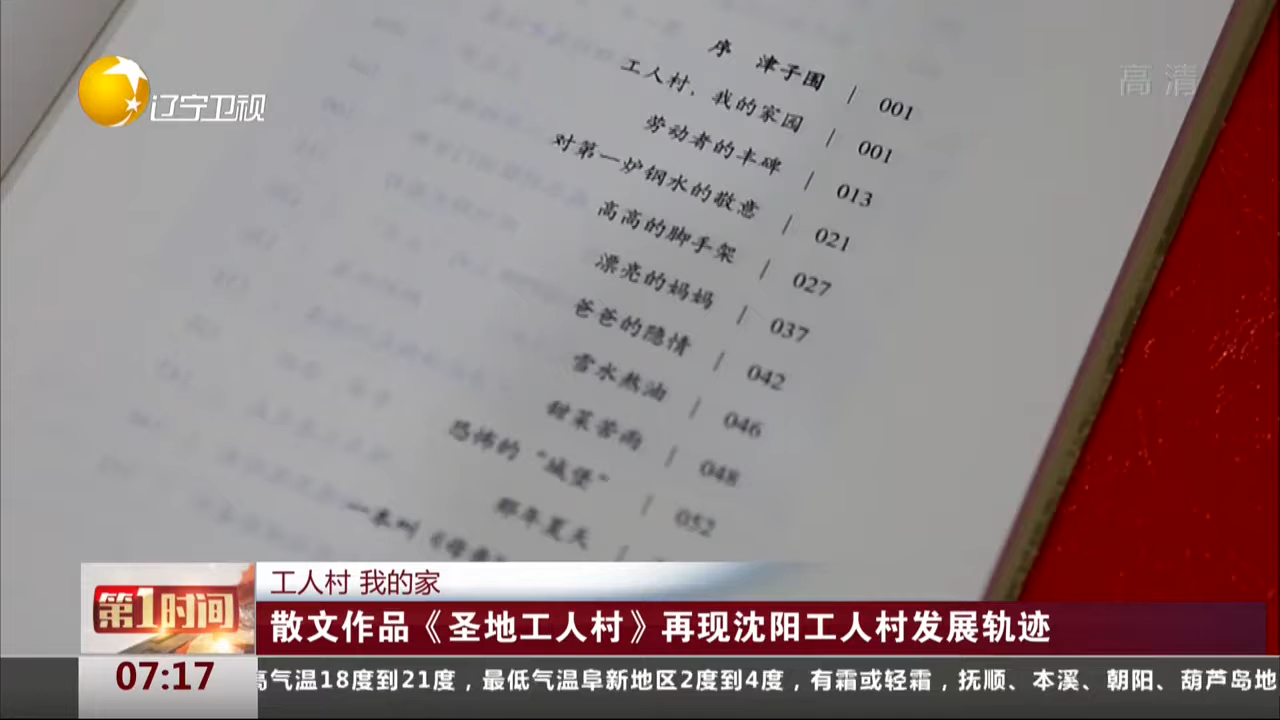 辽宁卫视
高清
序 津子围 | 001
工人村,我的家园 | 001
劳动者的丰碑 | 013
对第一炉钢水的敬意 | 021
高高的脚手架 | 027
漂亮的妈妈 | 037
爸爸的隐情 | 042
雪水熬油 | 046
甜菜苦雨 | 048
恐怖的“城堡” | 052
那年夏天 |
一本叫《母亲》
工人村 我的家
第1时间
散文作品《圣地工人村》再现沈阳工人村发展轨迹
07:17
高气温18度到21度,最低气温阜新地区2度到4度,有霜或轻霜,抚顺、本溪、朝阳、葫芦岛地